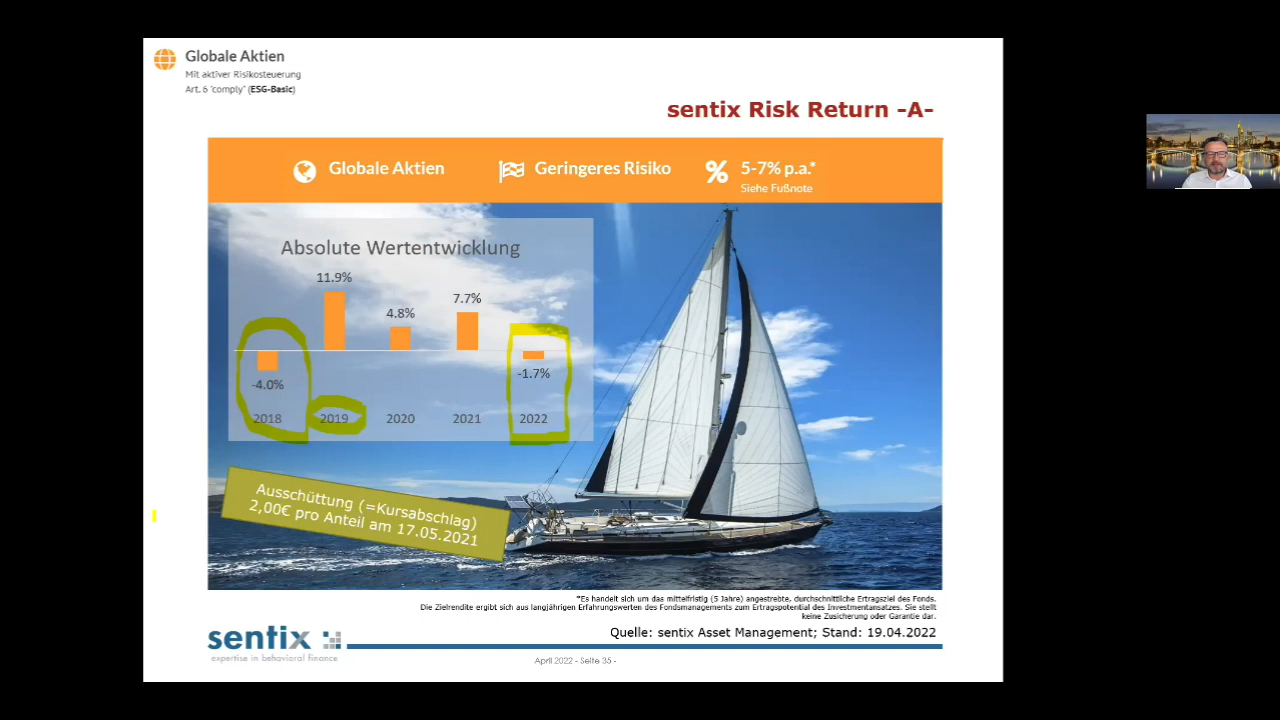 Globale Aktien
Mit aktiver Risikosteuerung
Art. 6 'comply' (ESG-Basic)
sentix Risk Return -A-
Globale Aktien
Geringeres Risiko
5-7% p.a.*
Siehe Fußnote
Absolute Wertentwicklung
11.9%
7.7%
4.8%
-1.7%
-4.0%
2018
2019
2020
2021
2022
Ausschüttung (=Kursabschlag)
2,00€ pro Anteil am 17.05.2021
*Es handelt sich um das mittelfristig (5 Jahre) angestrebte, durchschnittliche Ertragsziel des Fonds.
Die Zielrendite ergibt sich aus langjährigen Erfahrungswerten des Fondsmanagements zum Ertragspotential des Investmentansatzes. Sie stellt
keine Zusicherung oder Garantie dar.
Quelle: sentix Asset Management; Stand: 19.04.2022
sentix
expertise in behavioral finance
April 2022 - Seite 35 -